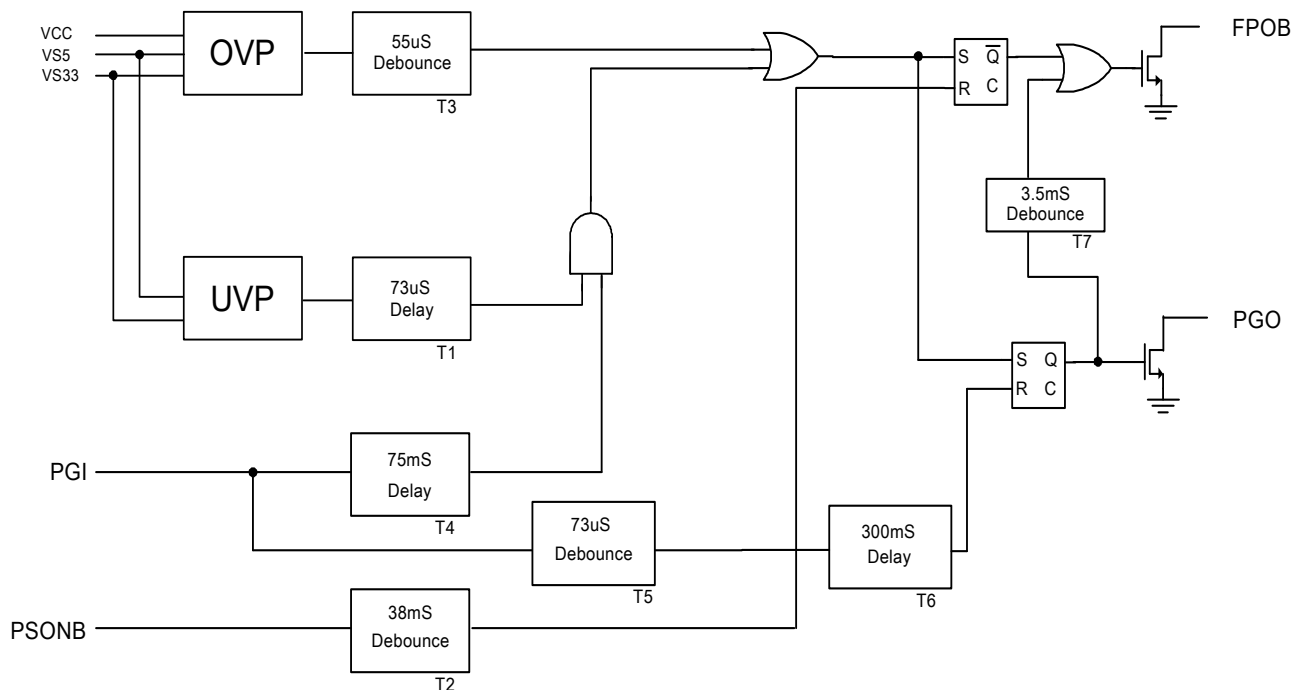 VCC
VS5
VS33
OVP
55uS
Debounce
T3
S Q
R C
FPOB
3.5mS
Debounce
T7
UVP
73uS
Delay
T1
PGO
S Q
R C
PGI
75mS
Delay
T4
73uS
Debounce
T5
300mS
Delay
T6
PSONB
38mS
Debounce
T2